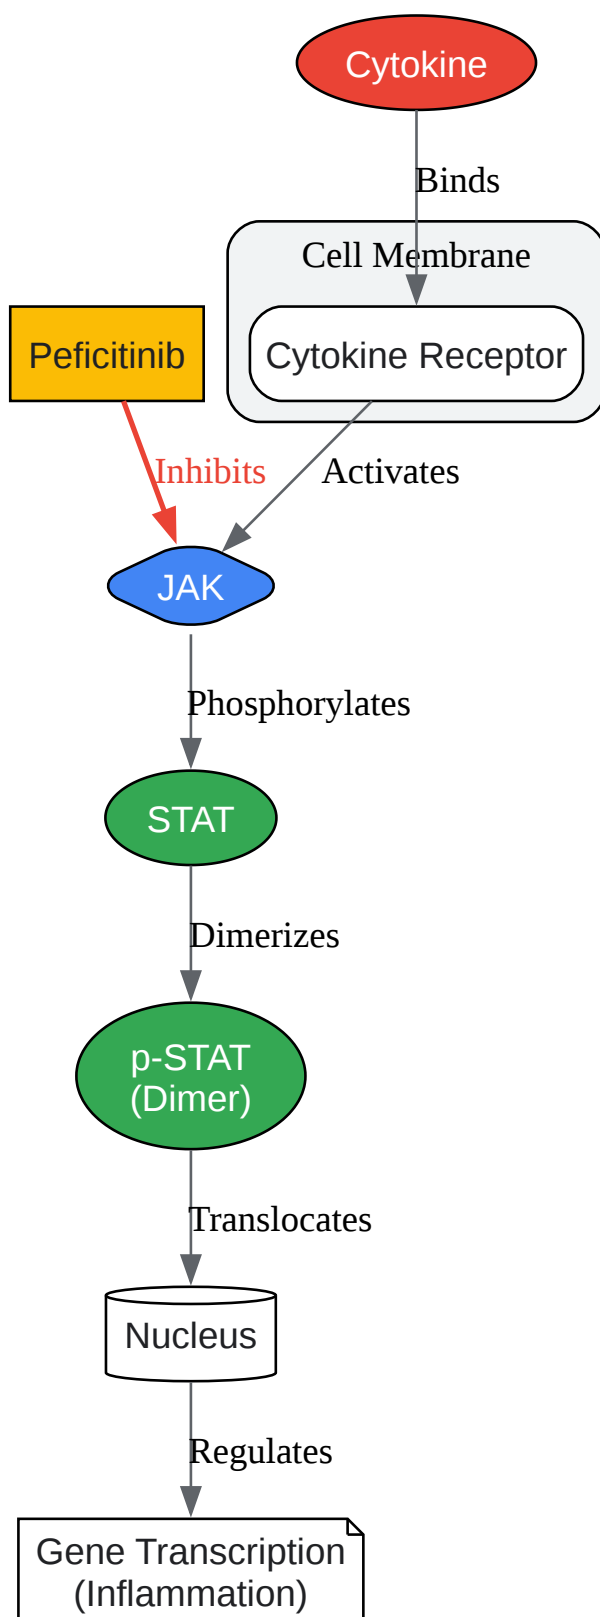 Cytokine
Binds
Cell Membrane
Peficitinib
Cytokine Receptor
Inhibits
Activates
JAK
Phosphorylates
STAT
Dimerizes
p-STAT
(Dimer)
Translocates
Nucleus
Regulates
Gene Transcription
(Inflammation)